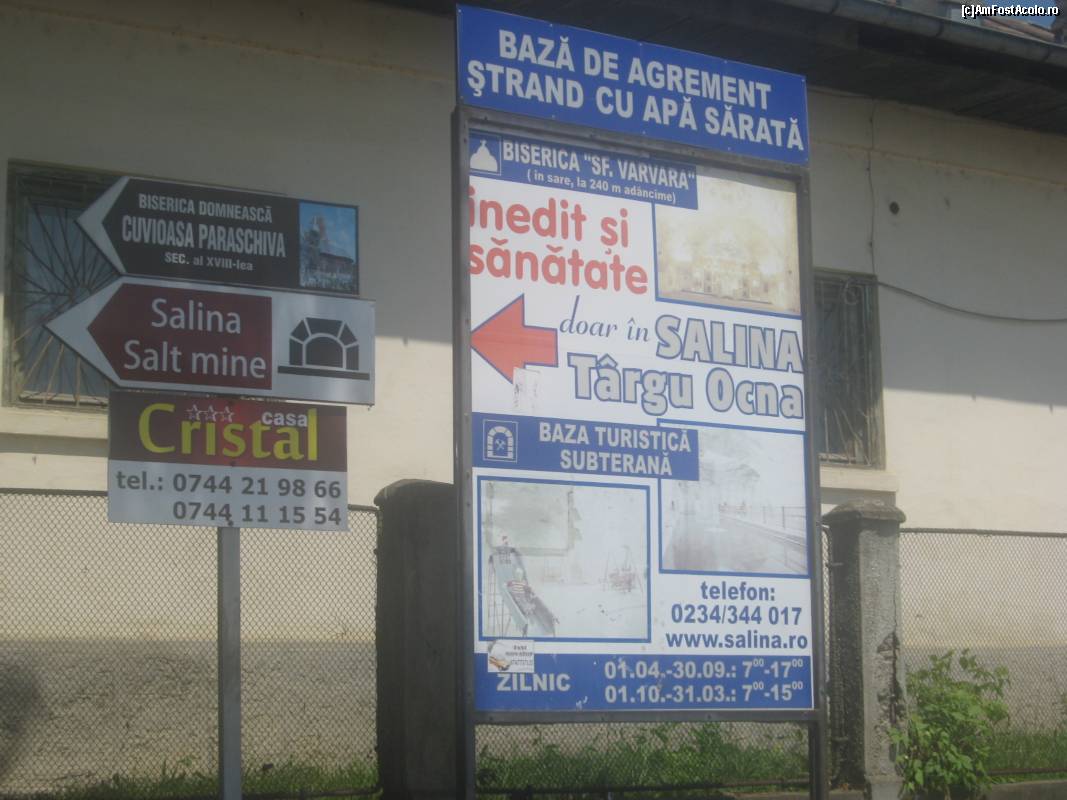 [c]AmFostAcolo.ro
BAZĂ DE AGREMENT
ŞTRAND CU APĂ SĂRATĂ
BISERICA "SF. VARVARA"
( în sare, la 240 m adâncime)
inedit și
sănătate
doar în SALINA
Târgu Ocna
BAZA TURISTICĂ
SUBTERANĂ
telefon:
0234/344 017
www.salina.ro
ZILNIC
01.04.-30.09.: 7⁰⁰-17⁰⁰
01.10.-31.03.: 7⁰⁰-15⁰⁰
BISERICA DOMNEASCĂ
CUVIOASA PARASCHIVA
SEC. al XVIII-lea
Salina
Salt mine
casa
Cristal
tel.: 0744 21 98 66
0744 11 15 54